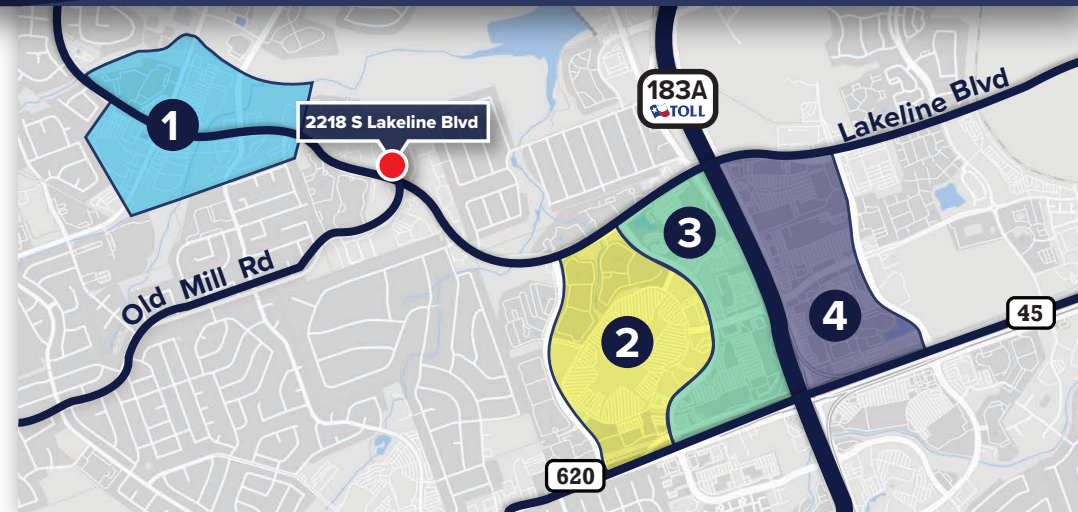 183A
TOLL
Lakeline Blvd
1
2218 S Lakeline Blvd
3
Old Mill Rd
2
4
45
620